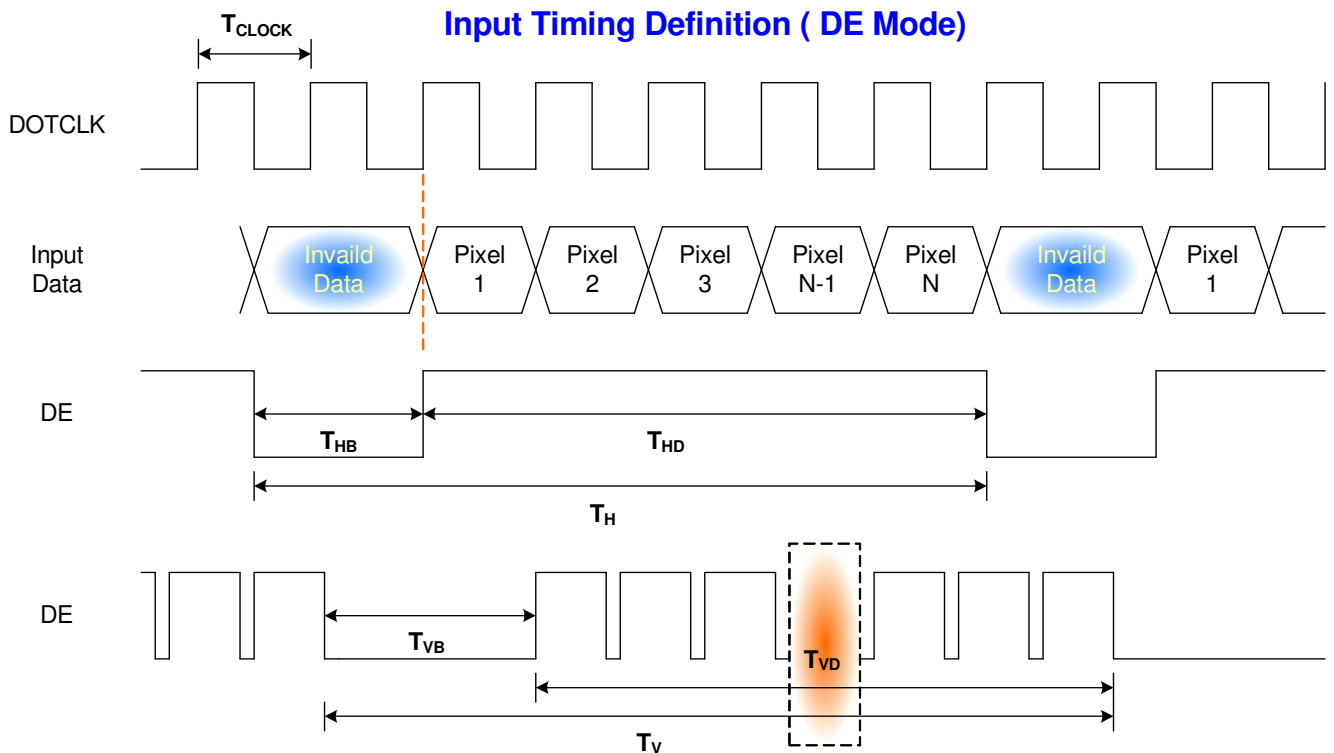 Input Timing Definition ( DE Mode)
TCLOCK
DOTCLK
Input
Data
Invaild
Data
Pixel
1
Pixel
2
Pixel
3
Pixel
N-1
Pixel
N
Invaild
Data
Pixel
1
DE
THB
THD
TH
DE
TVB
TVD
TV